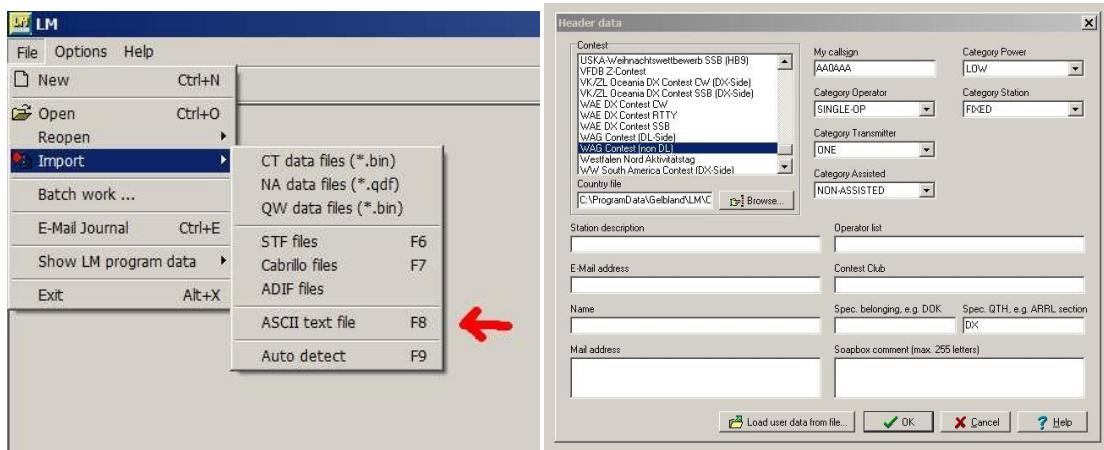 LM
File Options Help
New Ctrl+N
Open Ctrl+O
Reopen
Import
Batch work ...
E-Mail Journal Ctrl+E
Show LM program data
Exit Alt+X
CT data files (*.bin)
NA data files (*.qdf)
QW data files (*.bin)
STF files F6
Cabrillo files F7
ADIF files
ASCII text file F8
Auto detect F9
Header data
Contest
USKA-Weihnachtswettbewerb SSB (HB9)
VFDB Z-Contest
VK/ZL Oceania DX Contest CW (DX-Side)
VK/ZL Oceania DX Contest SSB (DX-Side)
WAE DX Contest CW
WAE DX Contest RTTY
WAE DX Contest SSB
WAG Contest (DL-Side)
WAG Contest (non DL)
Westfalen Nord Aktivitätstag
WW South America Contest (DX-Side)
Country file
C:\ProgramData\Gelbland\LM\C
Browse...
My callsign
AA0AAA
Category Power
LOW
Category Operator
SINGLE-OP
Category Station
FIXED
Category Transmitter
ONE
Category Assisted
NON-ASSISTED
Station description
Operator list
E-Mail address
Contest Club
Name
Spec. belonging, e.g. DOK
Spec. QTH, e.g. ARRL section
DX
Mail address
Soapbox comment (max. 255 letters)
Load user data from file...
OK
Cancel
Help